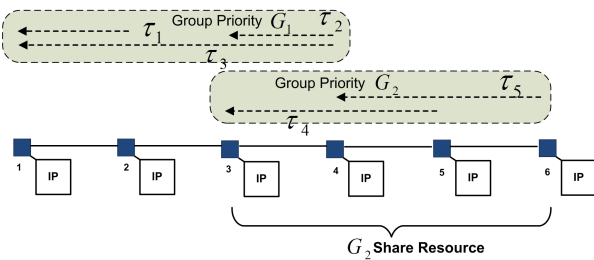 Group Priority G1 τ2
τ1
τ3
Group Priority G2 τ5
τ4
1 2 3 4 5 6
IP IP IP IP IP IP
G2 Share Resource